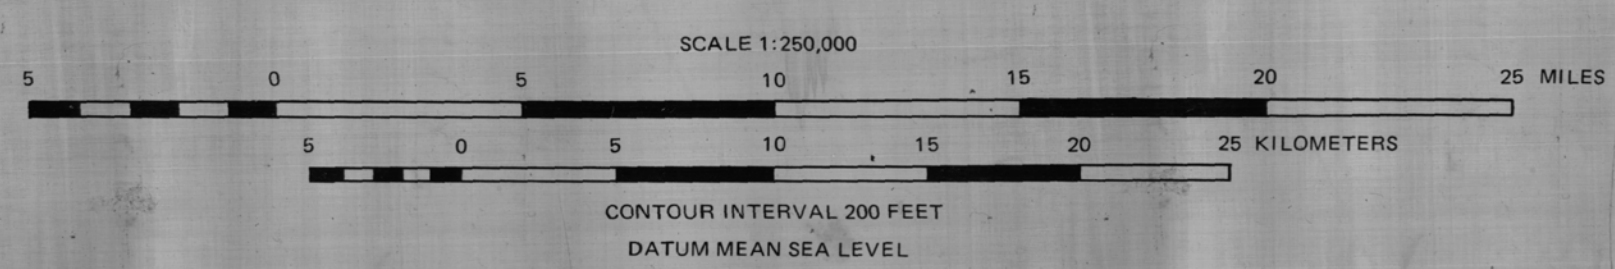 SCALE 1:250,000
5 0 5 10 15 20 25 MILES
5 0 5 10 15 20 25 KILOMETERS
CONTOUR INTERVAL 200 FEET
DATUM MEAN SEA LEVEL